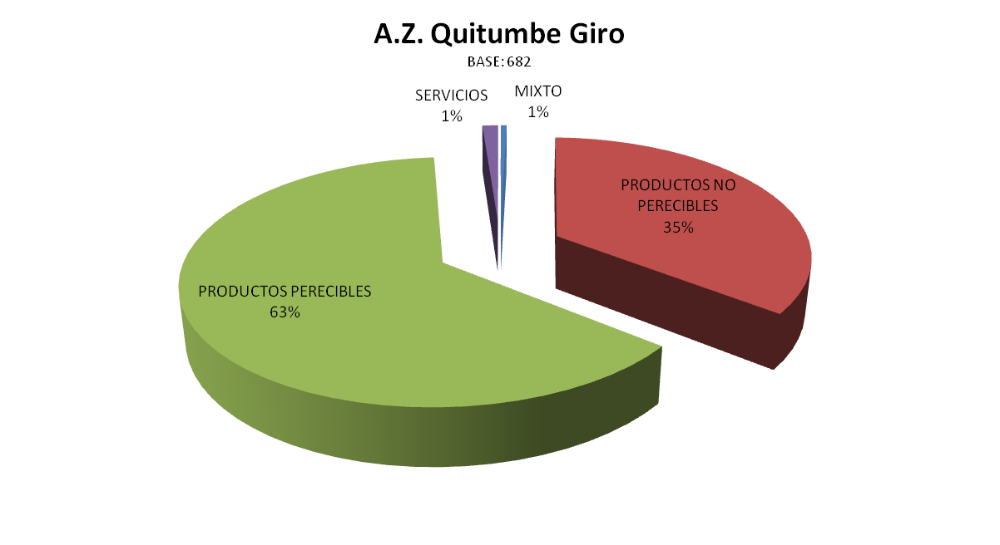 A.Z. Quitumbe Giro
BASE: 682
SERVICIOS
1%
MIXTO
1%
PRODUCTOS NO
PERECIBLES
35%
PRODUCTOS PERECIBLES
63%